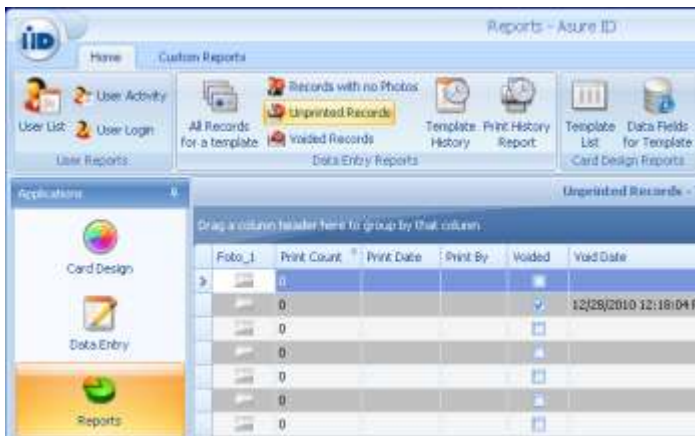 Reports - Asure ID
iID
Home Custom Reports
User List
User Activity
User Login
User Reports
All Records for a template
Records with no Photos
Unprinted Records
Voided Records
Template History
Print History Report
Data Entry Reports
Template List
Data Fields for Template
Card Design Reports
Applications
Unprinted Records -
Drag a column header here to group by that column
Foto_1 Print Count Print Date Print By Voided Void Date
0
0 12/28/2010 12:18:04
0
0
0
0
0
Card Design
Data Entry
Reports